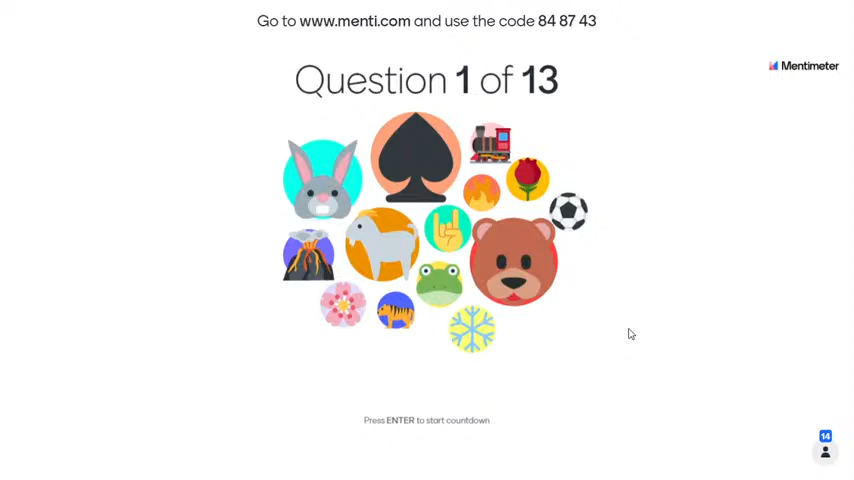 Go to www.menti.com and use the code 84 87 43
Mentimeter
Question 1 of 13
Press ENTER to start countdown
14